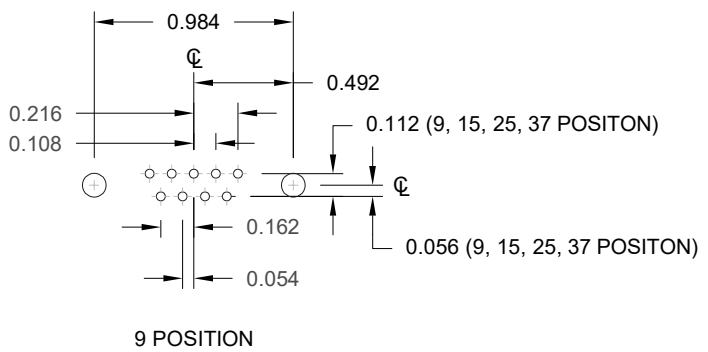 0.984
℄
0.492
0.216
0.112 (9, 15, 25, 37 POSITON)
0.108
℄
0.162
0.056 (9, 15, 25, 37 POSITON)
0.054
9 POSITION